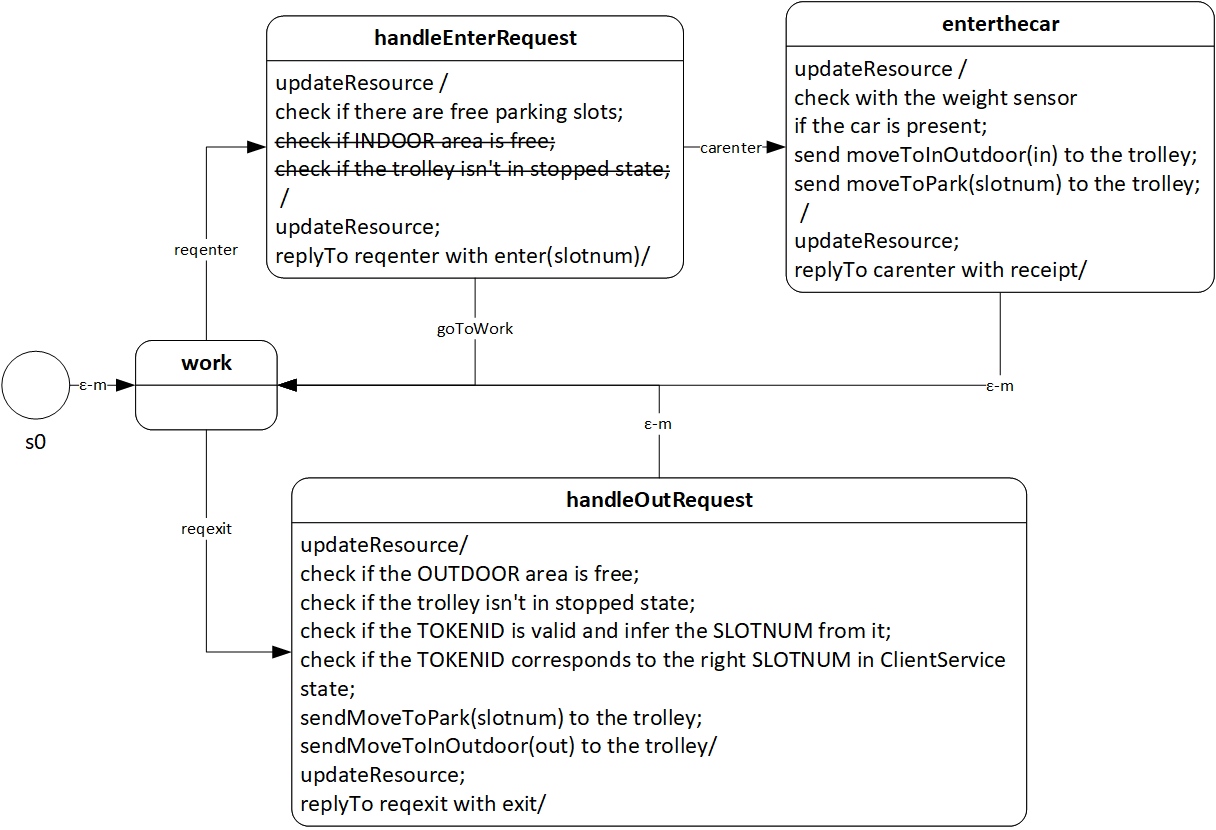 handleEnterRequest
updateResource /
check if there are free parking slots;
check if INDOOR area is free;
check if the trolley isn't in stopped state;
/
updateResource;
replyTo reqenter with enter(slotnum)/
carenter
enterthecar
updateResource /
check with the weight sensor
if the car is present;
send moveToInOutdoor(in) to the trolley;
send moveToPark(slotnum) to the trolley;
/
updateResource;
replyTo carenter with receipt/
reqenter
goToWork
work
ε-m
s0
ε-m
ε-m
reqexit
handleOutRequest
updateResource/
check if the OUTDOOR area is free;
check if the trolley isn't in stopped state;
check if the TOKENID is valid and infer the SLOTNUM from it;
check if the TOKENID corresponds to the right SLOTNUM in ClientService
state;
sendMoveToPark(slotnum) to the trolley;
sendMoveToInOutdoor(out) to the trolley/
updateResource;
replyTo reqexit with exit/